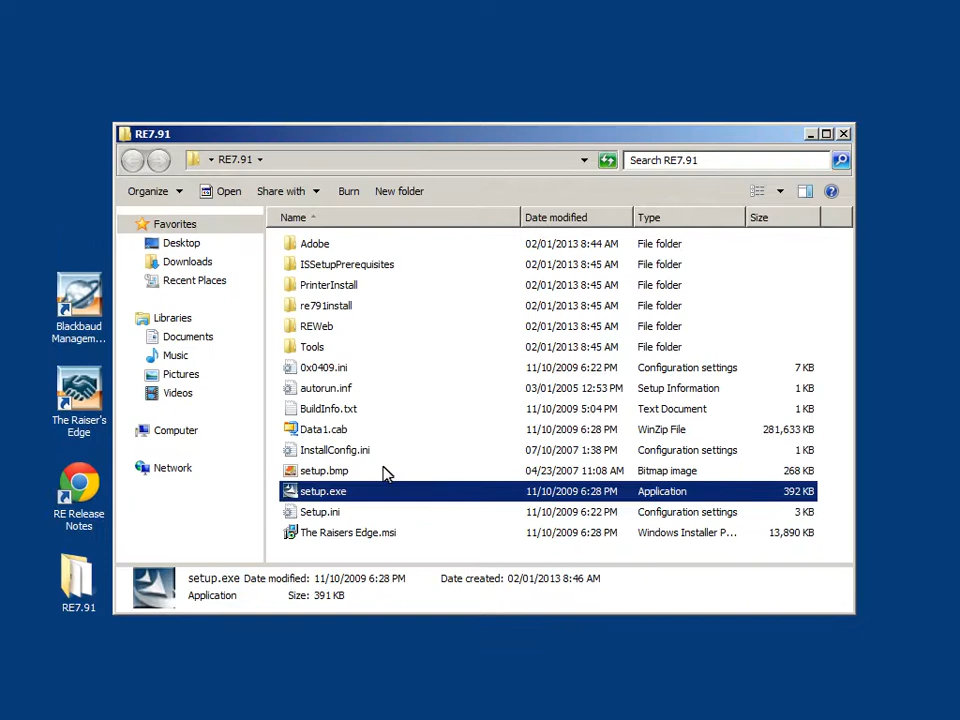 RE7.91
RE7.91
Search RE7.91
Organize
Open
Share with
Burn
New folder
Favorites
Desktop
Downloads
Recent Places
Libraries
Documents
Music
Pictures
Videos
Computer
Network
Name Date modified Type Size
Adobe 02/01/2013 8:44 AM File folder
ISSetupPrerequisites 02/01/2013 8:45 AM File folder
PrinterInstall 02/01/2013 8:45 AM File folder
re791install 02/01/2013 8:45 AM File folder
REWeb 02/01/2013 8:45 AM File folder
Tools 02/01/2013 8:45 AM File folder
0x0409.ini 11/10/2009 6:22 PM Configuration settings 7 KB
autorun.inf 03/01/2005 12:53 PM Setup Information 1 KB
BuildInfo.txt 11/10/2009 5:04 PM Text Document 1 KB
Data1.cab 11/10/2009 6:28 PM WinZip File 281,633 KB
InstallConfig.ini 07/10/2007 1:38 PM Configuration settings 1 KB
setup.bmp 04/23/2007 11:08 AM Bitmap image 268 KB
setup.exe 11/10/2009 6:28 PM Application 392 KB
Setup.ini 11/10/2009 6:22 PM Configuration settings 3 KB
The Raisers Edge.msi 11/10/2009 6:28 PM Windows Installer P... 13,890 KB
setup.exe Date modified: 11/10/2009 6:28 PM Date created: 02/01/2013 8:46 AM
Application Size: 391 KB
Blackbaud
Managem...
The Raiser's
Edge
RE Release
Notes
RE7.91